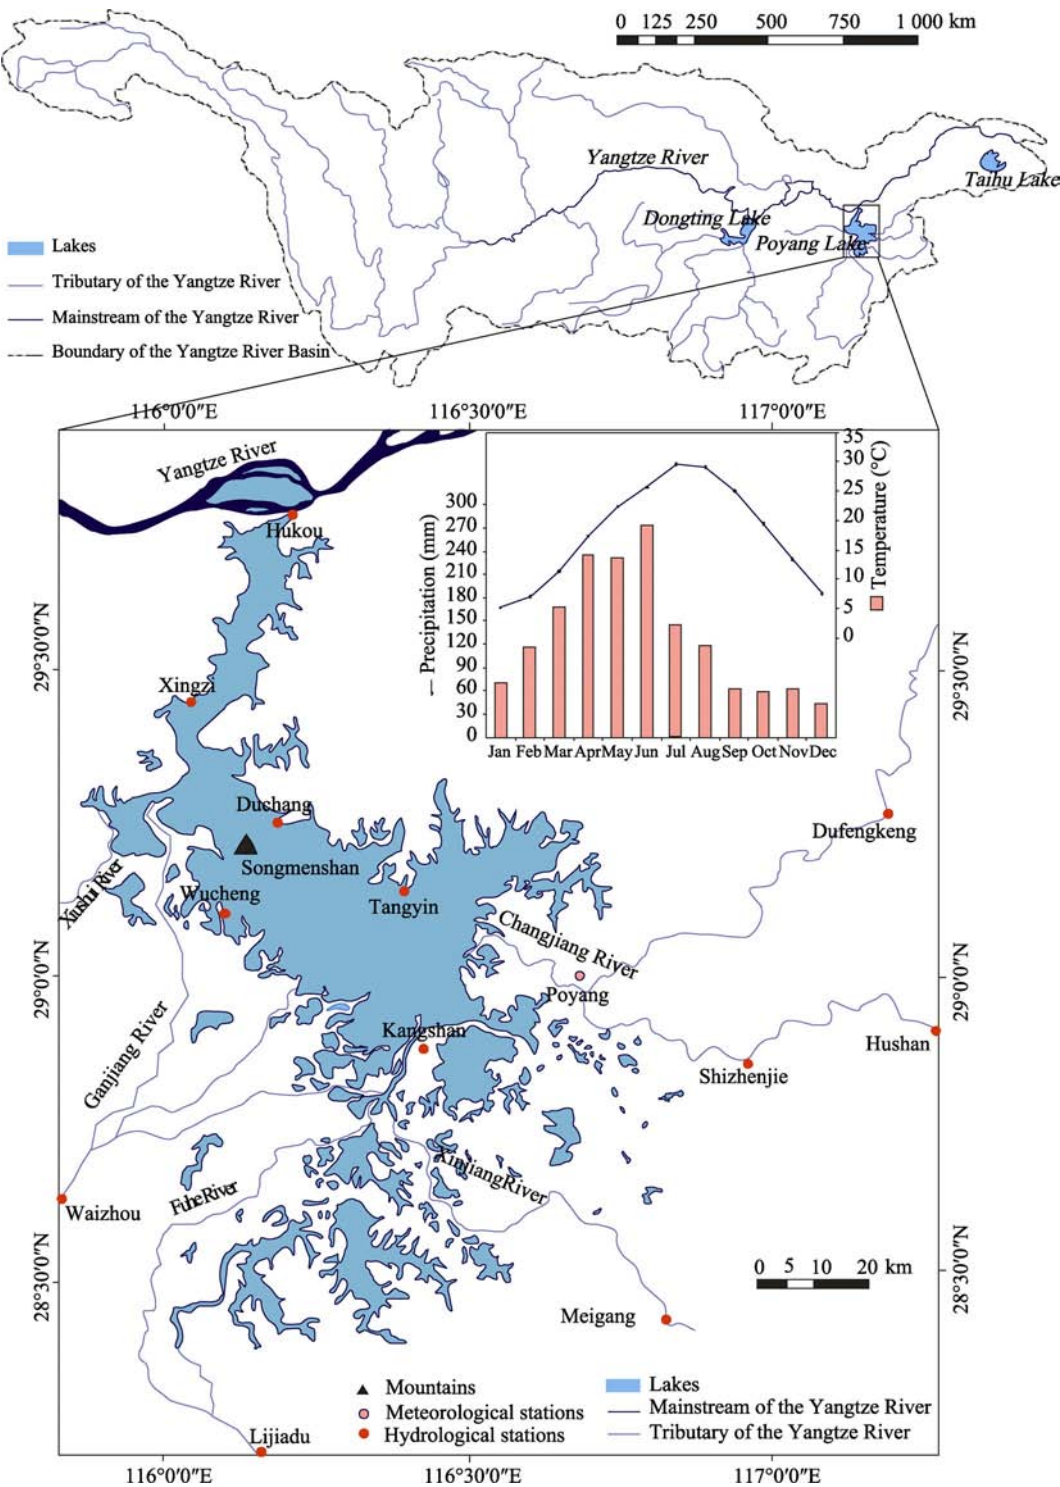 0 125 250 500 750 1 000 km
Yangtze River
Taihu Lake
Dongting Lake
Poyang Lake
Lakes
Tributary of the Yangtze River
Mainstream of the Yangtze River
Boundary of the Yangtze River Basin
116°0′0″E 116°30′0″E 117°0′0″E
Yangtze River
Hukou
29°30′0″N
Xingzi
Duchang
Songmenshan
Wucheng
Tangyin
Xiushui River
Changjiang River
Poyang
Dufengkeng
29°0′0″N
Ganjiang River
Kangshan
Hushan
Shizhenjie
Xinjiang River
Fuhe River
Waizhou
28°30′0″N
Meigang
Lijiadu
— Precipitation (mm)
300
270
240
210
180
150
120
90
60
30
0
Jan Feb Mar Apr May Jun Jul Aug Sep Oct Nov Dec
35
30
25
20
15
10
5
0
Temperature (°C)
29°30′0″N
29°0′0″N
28°30′0″N
0 5 10 20 km
Mountains
Meteorological stations
Hydrological stations
Lakes
Mainstream of the Yangtze River
Tributary of the Yangtze River
116°0′0″E 116°30′0″E 117°0′0″E